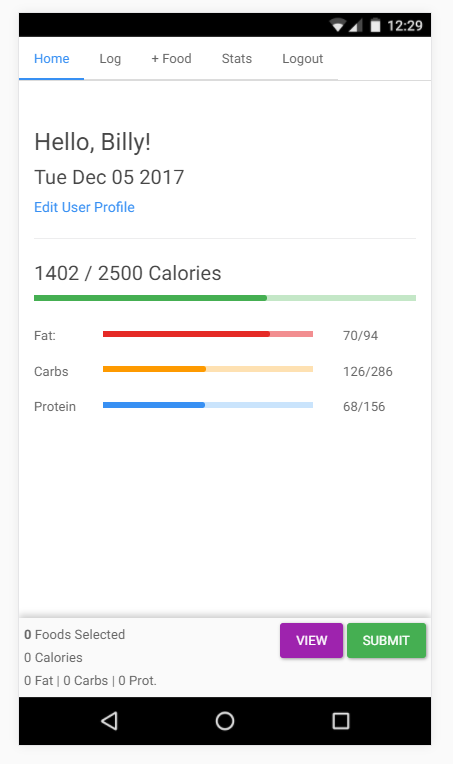 12:29
Home Log + Food Stats Logout
Hello, Billy!
Tue Dec 05 2017
Edit User Profile
1402 / 2500 Calories
Fat: 70/94
Carbs 126/286
Protein 68/156
0 Foods Selected VIEW SUBMIT
0 Calories
0 Fat | 0 Carbs | 0 Prot.